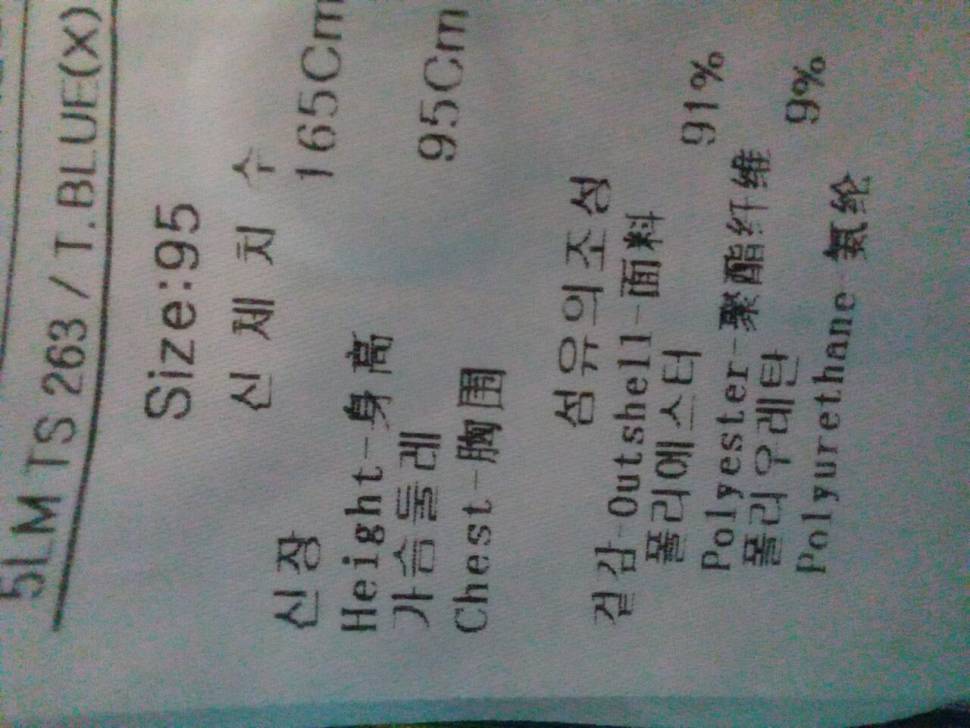 5LM TS 263 / T.BLUE(X)
Size:95
신 체 치 수
신장 165Cm
Height-身高
가슴둘레 95Cm
Chest-胸围
섬유의조성
겉감-Outshell-面料
폴리에스터 91%
Polyester-聚酯纤维
폴리우레탄 9%
Polyurethane-氨纶